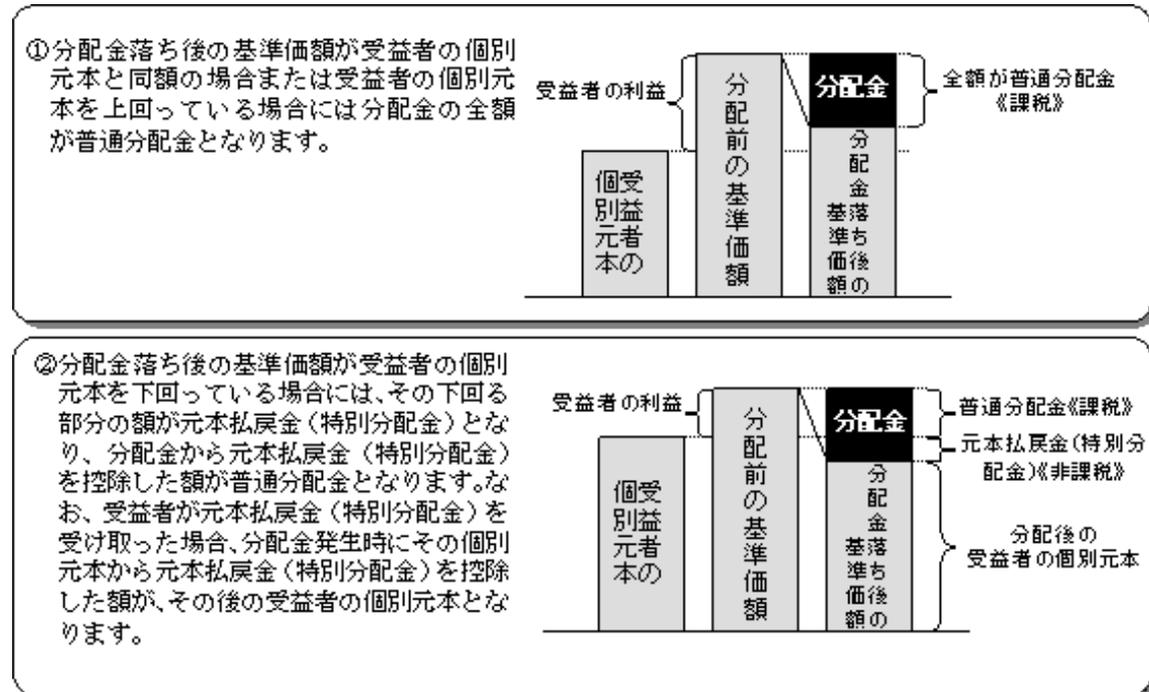 ①分配金落ち後の基準価額が受益者の個別
元本と同額の場合または受益者の個別元
本を上回っている場合には分配金の全額
が普通分配金となります。
受益者の利益
受益者の
個別元本
分配前の基準価額
分配金
分配金落ち後の
基準価額
全額が普通分配金
《課税》
②分配金落ち後の基準価額が受益者の個別
元本を下回っている場合には、その下回る
部分の額が元本払戻金（特別分配金）とな
り、分配金から元本払戻金（特別分配金）
を控除した額が普通分配金となります。な
お、受益者が元本払戻金（特別分配金）を
受け取った場合、分配金発生時にその個別
元本から元本払戻金（特別分配金）を控除
した額が、その後の受益者の個別元本とな
ります。
受益者の利益
受益者の
個別元本
分配前の基準価額
分配金
分配金落ち後の
基準価額
普通分配金《課税》
元本払戻金(特別分
配金)《非課税》
分配後の
受益者の個別元本